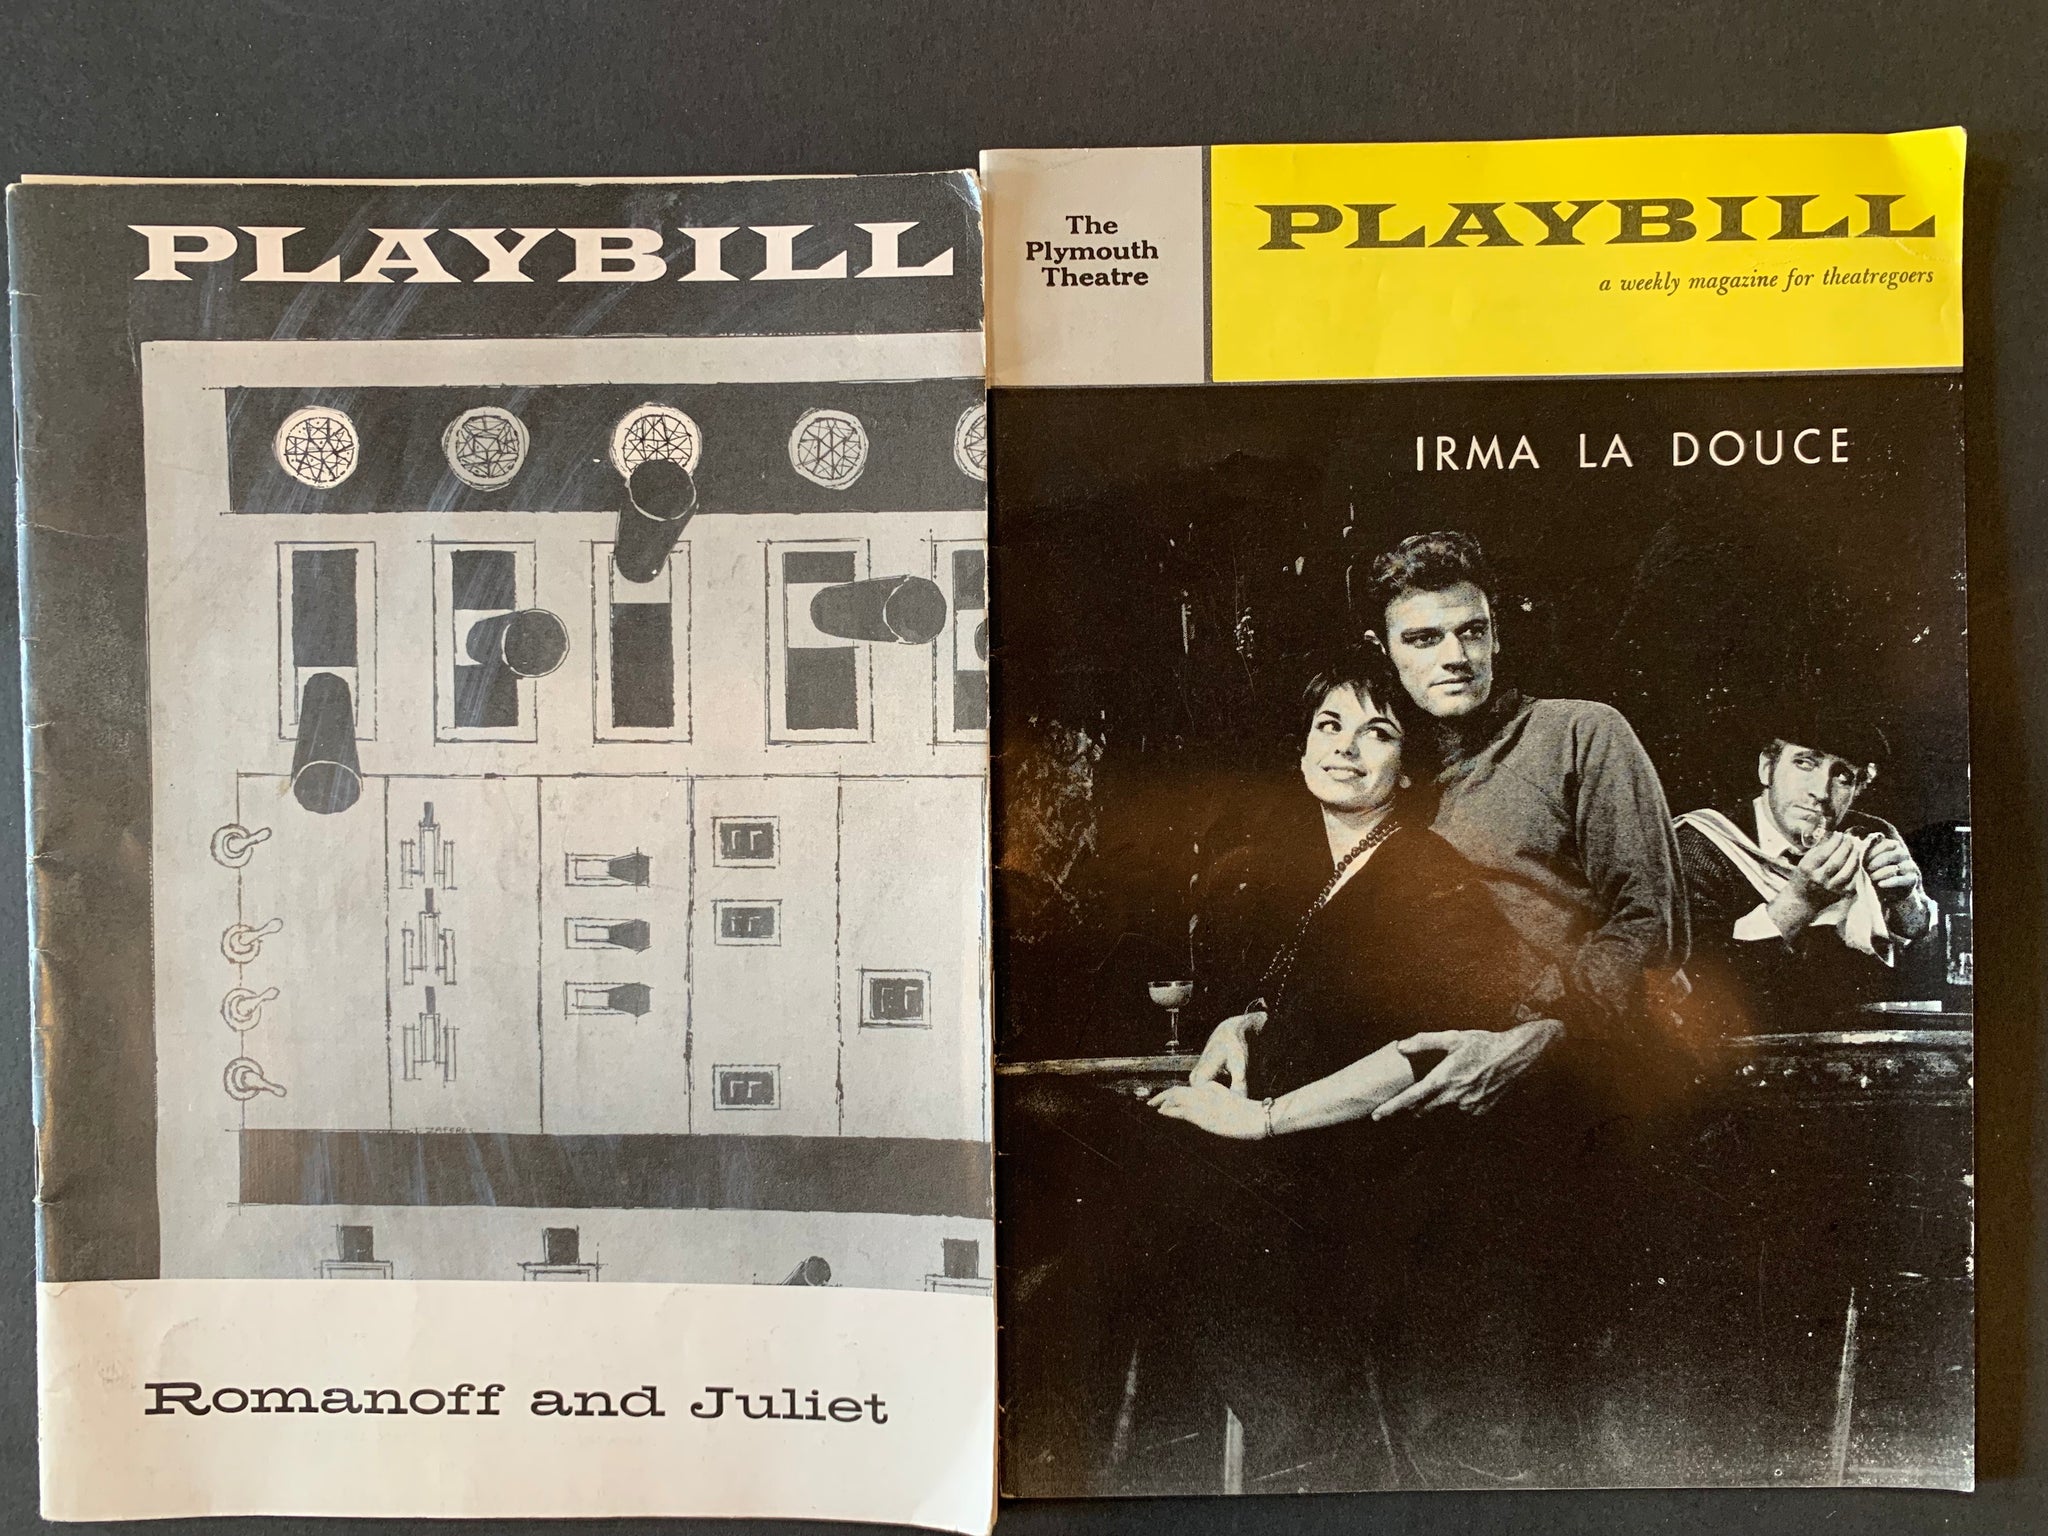 PLAYBILL
Romanoff and Juliet
The
Plymouth
Theatre
PLAYBILL
a weekly magazine for theatregoers
IRMA LA DOUCE